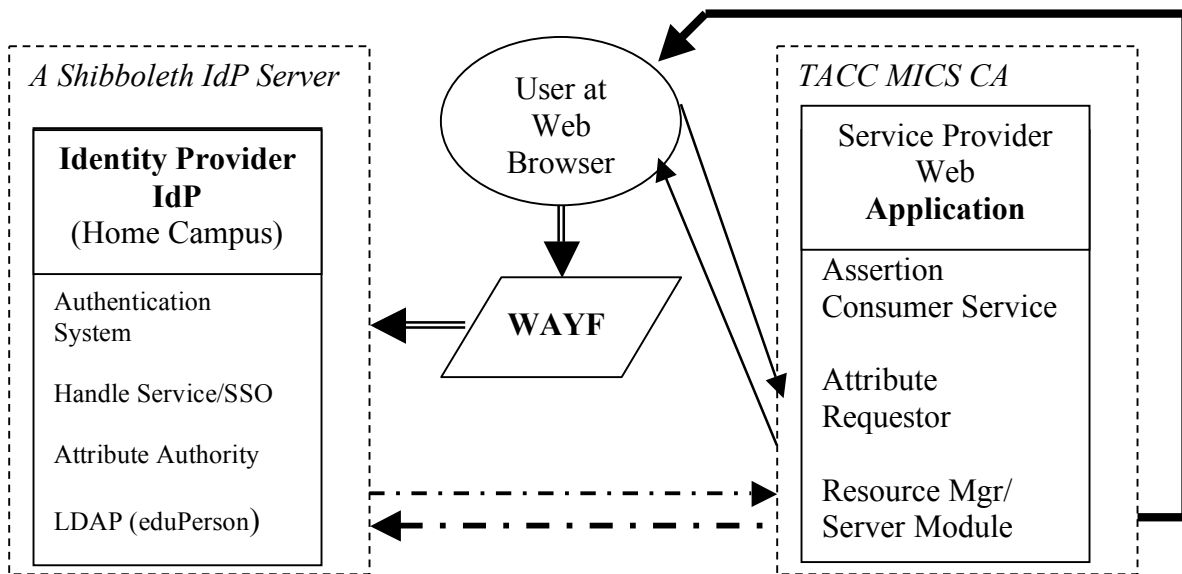 A Shibboleth IdP Server
Identity Provider
IdP
(Home Campus)
Authentication
System
Handle Service/SSO
Attribute Authority
LDAP (eduPerson)
User at
Web
Browser
WAYF
TACC MICS CA
Service Provider
Web
Application
Assertion
Consumer Service
Attribute
Requestor
Resource Mgr/
Server Module